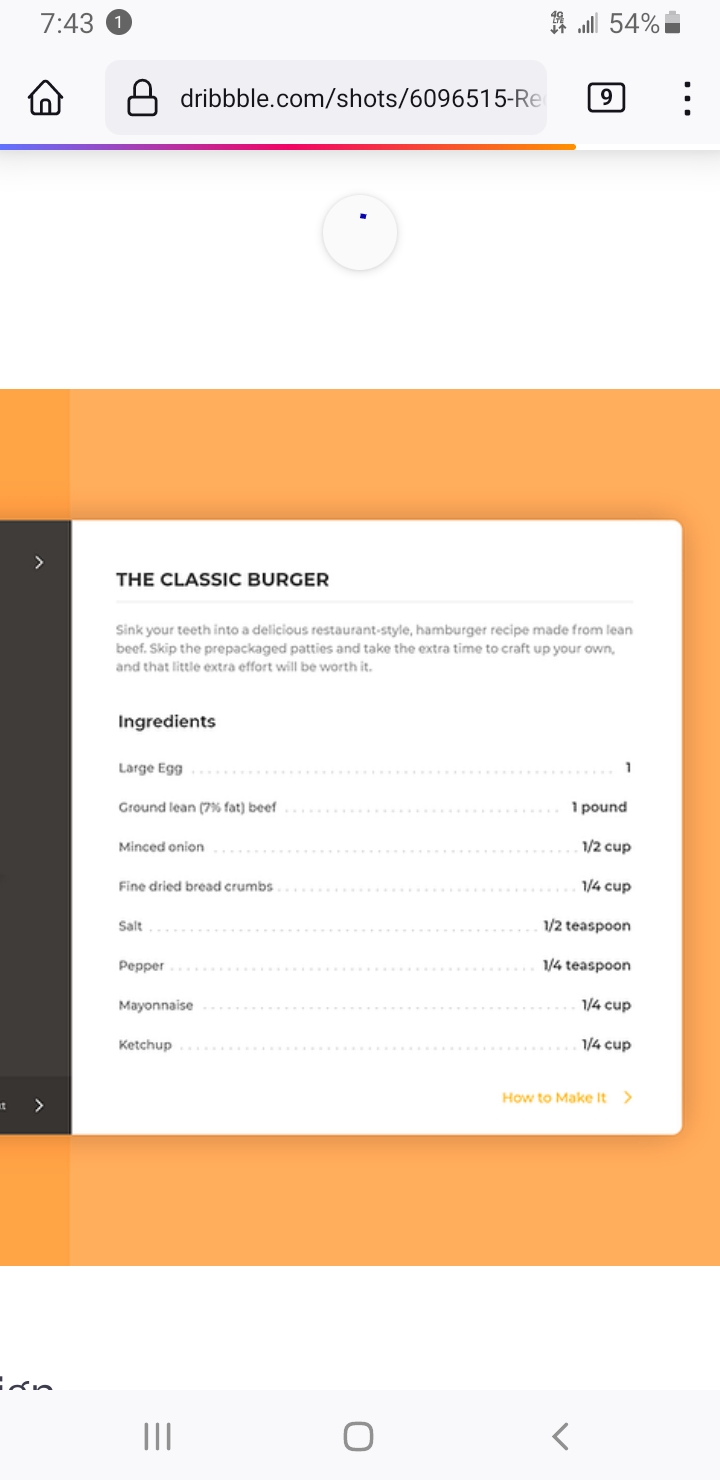 7:43 1 4G LTE 54%
dribbble.com/shots/6096515-Re
9
THE CLASSIC BURGER
Sink your teeth into a delicious restaurant-style, hamburger recipe made from lean
beef. Skip the prepackaged patties and take the extra time to craft up your own,
and that little extra effort will be worth it.
Ingredients
Large Egg 1
Ground lean (7% fat) beef 1 pound
Minced onion 1/2 cup
Fine dried bread crumbs 1/4 cup
Salt 1/2 teaspoon
Pepper 1/4 teaspoon
Mayonnaise 1/4 cup
Ketchup 1/4 cup
How to Make It